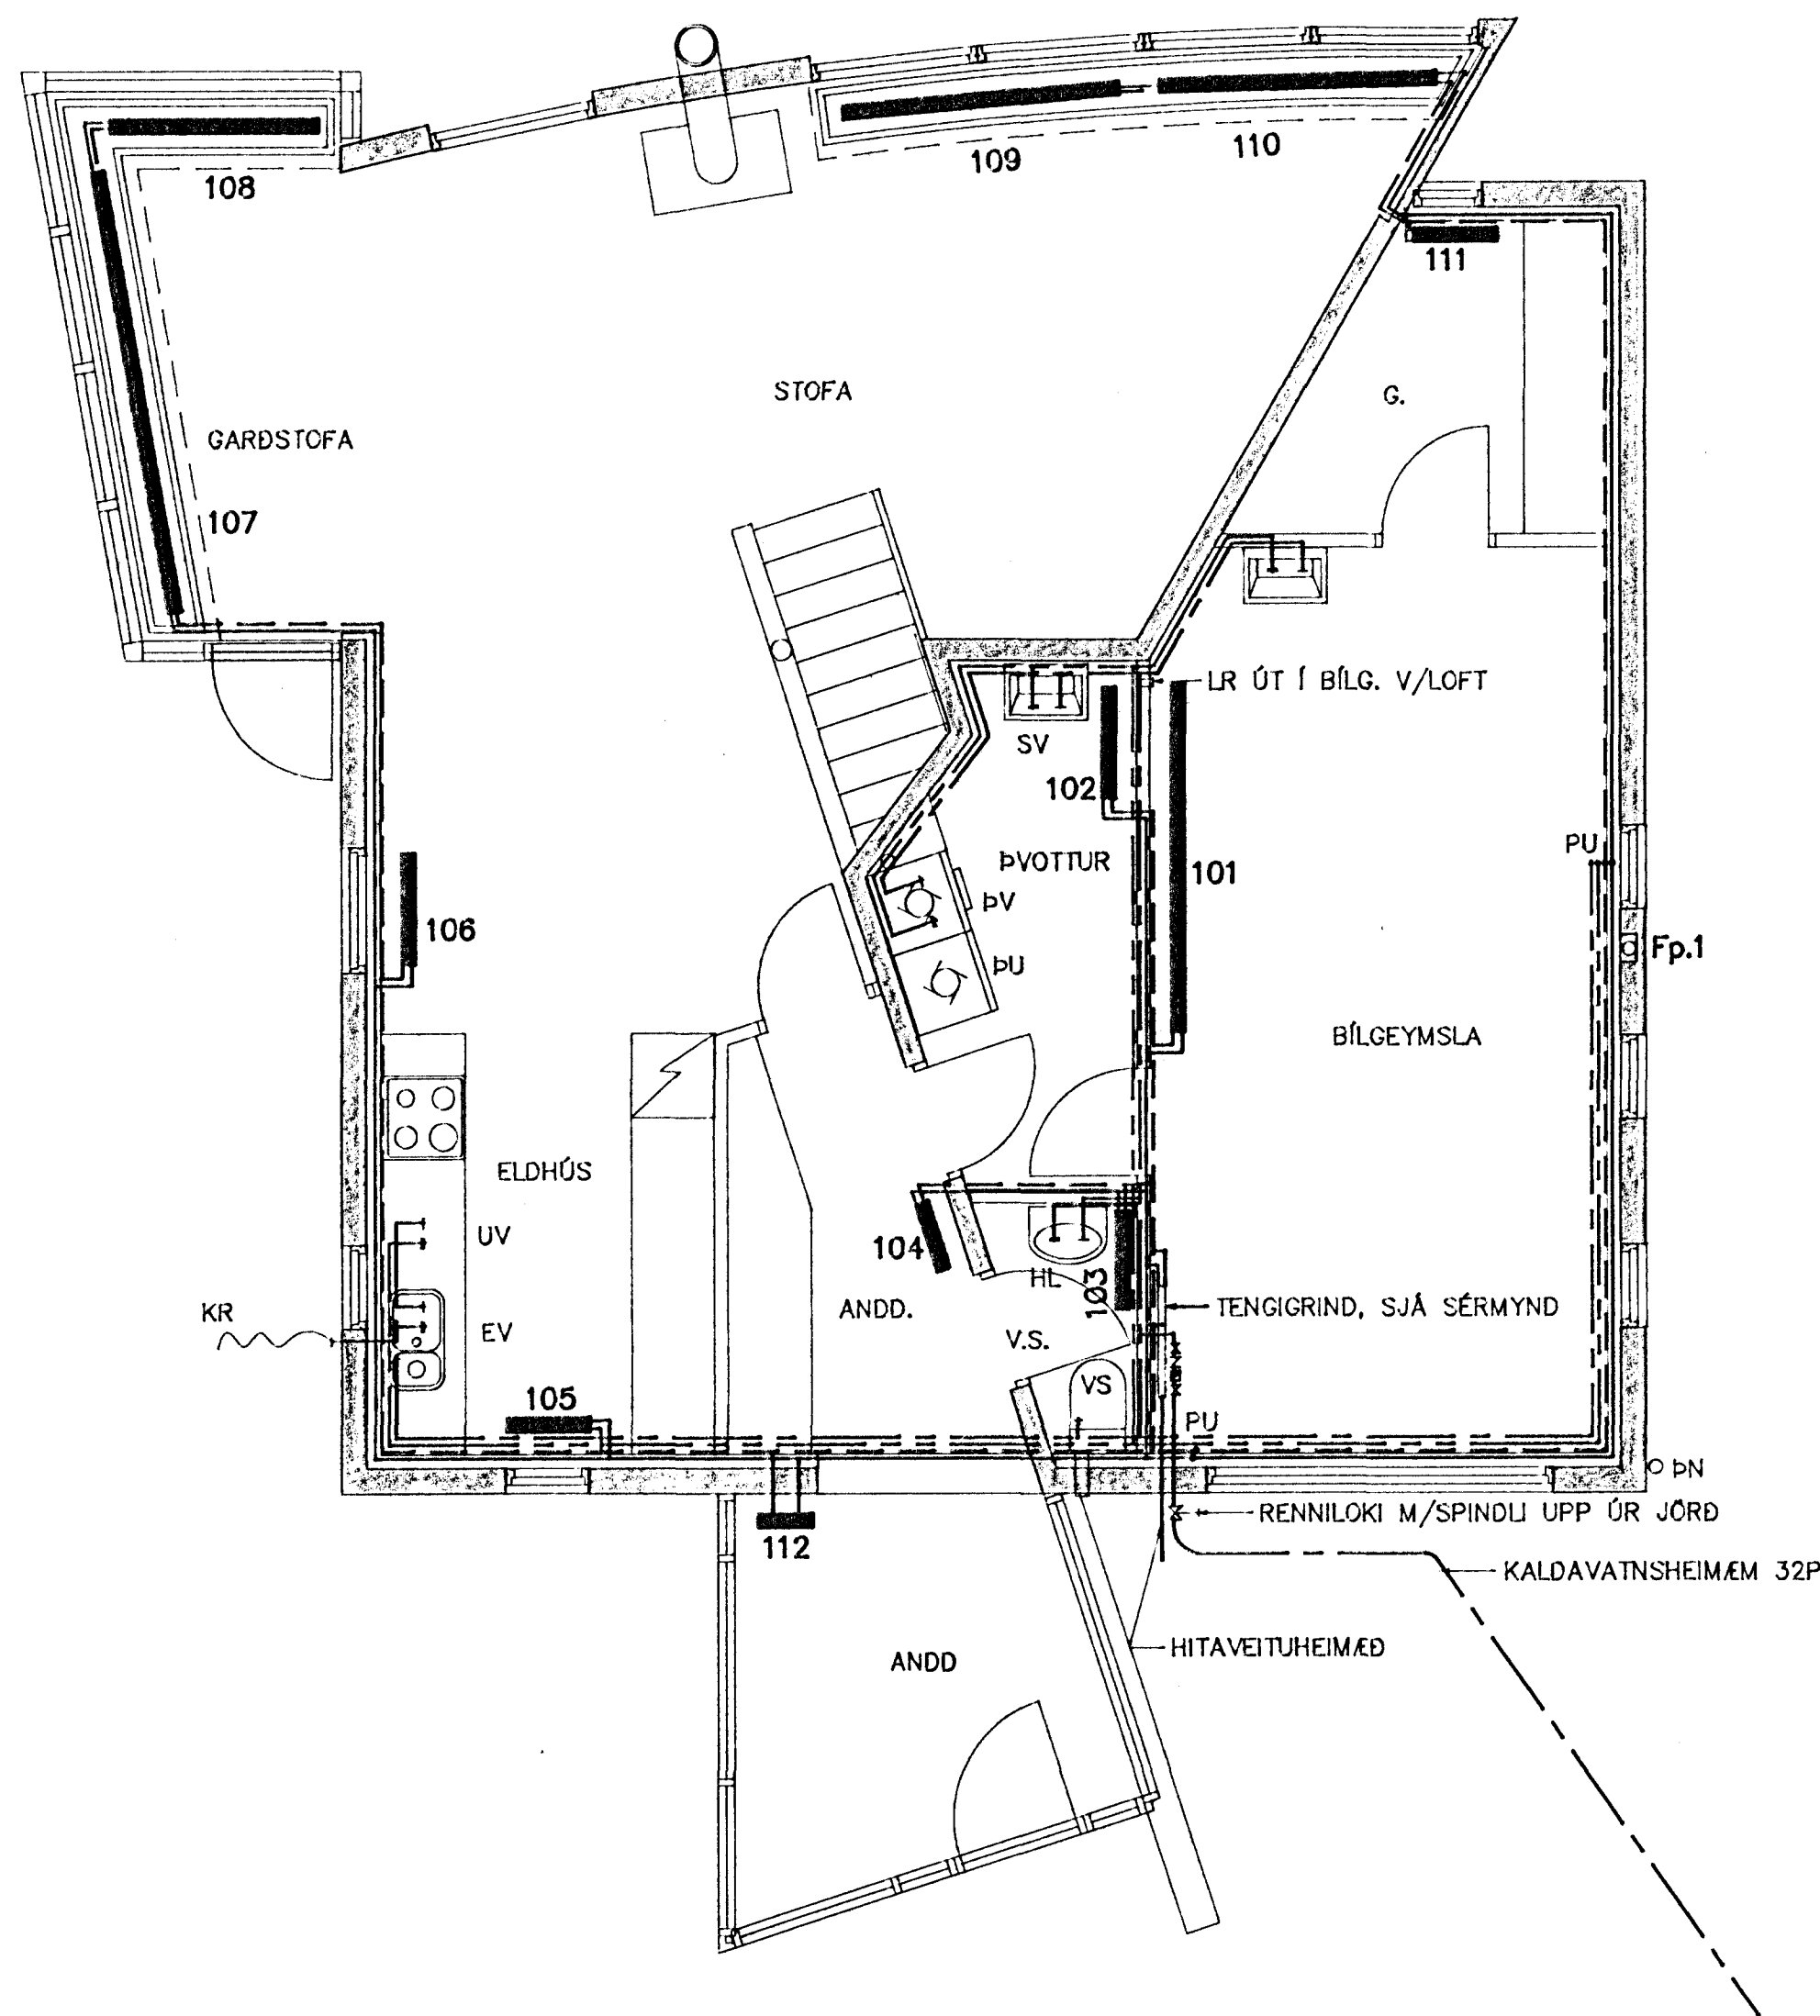 108
109
110
111
STOFA
G.
GARÐSTOFA
107
LR ÚT Í BÍLG. V/LOFT
SV
102
ÞVOTTUR
101
PU
ÞV
106
Fp.1
ÞU
BÍLGEYMSLA
ELDHÚS
UV
104
HL
103
KR
ANDD.
TENGIGRIND, SJÁ SÉRMYND
EV
V.S.
VS
105
PU
ÞN
RENNILOKI M/SPINDLI UPP ÚR JÖRÐ
112
KALDAVATNSHEIMÆM 32P
HITAVEITUHEIMÆÐ
ANDD